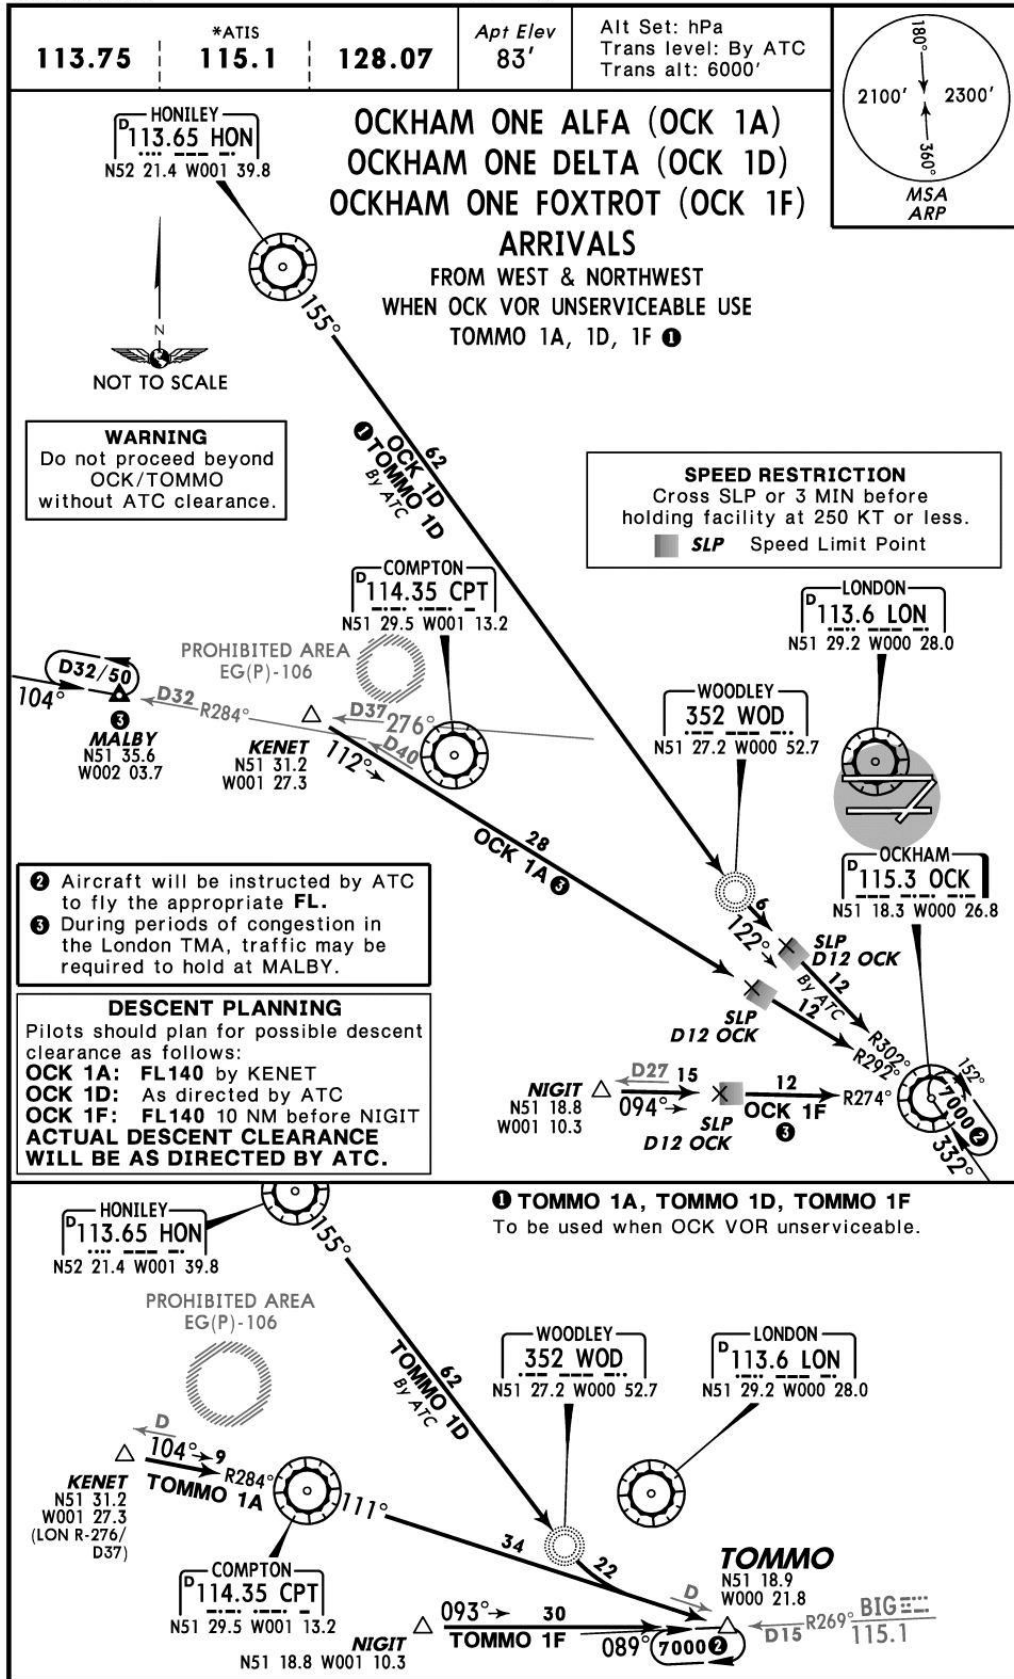 *ATIS
113.75 115.1 128.07
Apt Elev
83'
Alt Set: hPa
Trans level: By ATC
Trans alt: 6000'
180°
2100' 2300'
360°
MSA
ARP
HONILEY
D 113.65 HON
N52 21.4 W001 39.8
OCKHAM ONE ALFA (OCK 1A)
OCKHAM ONE DELTA (OCK 1D)
OCKHAM ONE FOXTROT (OCK 1F)
ARRIVALS
FROM WEST & NORTHWEST
WHEN OCK VOR UNSERVICEABLE USE
TOMMO 1A, 1D, 1F ❶
N
NOT TO SCALE
155°
WARNING
Do not proceed beyond
OCK/TOMMO
without ATC clearance.
62
OCK 1D
❶ TOMMO 1D
By ATC
SPEED RESTRICTION
Cross SLP or 3 MIN before
holding facility at 250 KT or less.
SLP Speed Limit Point
COMPTON
D 114.35 CPT
N51 29.5 W001 13.2
LONDON
D 113.6 LON
N51 29.2 W000 28.0
PROHIBITED AREA
EG(P)-106
WOODLEY
352 WOD
N51 27.2 W000 52.7
D32/50
104°
❸
MALBY
N51 35.6
W002 03.7
D32
R284°
D37 276°
D40
KENET
N51 31.2
W001 27.3
112°
28
OCK 1A ❸
OCKHAM
D 115.3 OCK
N51 18.3 W000 26.8
❷ Aircraft will be instructed by ATC
to fly the appropriate FL.
❸ During periods of congestion in
the London TMA, traffic may be
required to hold at MALBY.
6
122°
SLP
D12 OCK
12
By ATC
R302°
SLP
D12 OCK
12
R292°
DESCENT PLANNING
Pilots should plan for possible descent
clearance as follows:
OCK 1A: FL140 by KENET
OCK 1D: As directed by ATC
OCK 1F: FL140 10 NM before NIGIT
ACTUAL DESCENT CLEARANCE
WILL BE AS DIRECTED BY ATC.
NIGIT
N51 18.8
W001 10.3
D27 15
094°
SLP
D12 OCK
12
OCK 1F
❸
R274°
152°
7000 ❷
332°
❶ TOMMO 1A, TOMMO 1D, TOMMO 1F
To be used when OCK VOR unserviceable.
HONILEY
D 113.65 HON
N52 21.4 W001 39.8
155°
PROHIBITED AREA
EG(P)-106
62
TOMMO 1D
By ATC
WOODLEY
352 WOD
N51 27.2 W000 52.7
LONDON
D 113.6 LON
N51 29.2 W000 28.0
D
104° 9
R284°
TOMMO 1A
KENET
N51 31.2
W001 27.3
(LON R-276/
D37)
111°
34
22
COMPTON
D 114.35 CPT
N51 29.5 W001 13.2
TOMMO
N51 18.9
W000 21.8
D
NIGIT
N51 18.8 W001 10.3
093° 30
TOMMO 1F
089°
7000 ❷
D15 R269°
BIG
115.1